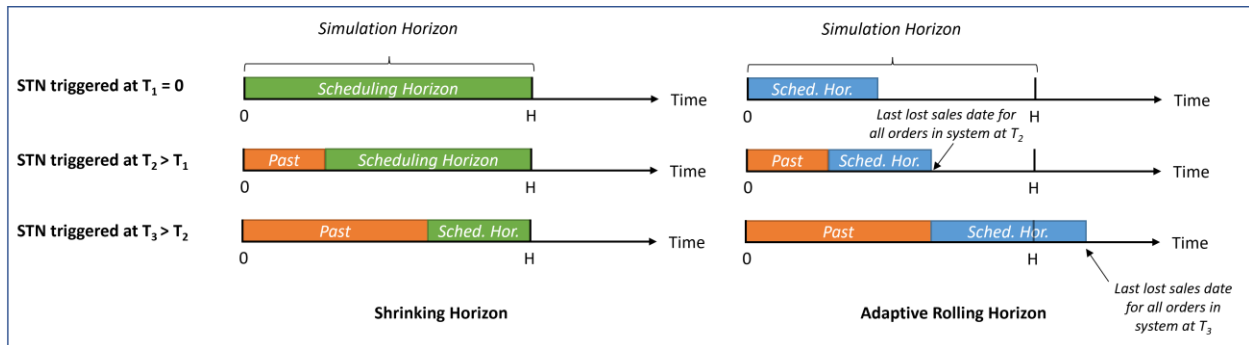 Simulation Horizon
STN triggered at T1 = 0
Scheduling Horizon
Time
0
H
STN triggered at T2 > T1
Past
Scheduling Horizon
Time
0
H
STN triggered at T3 > T2
Past
Sched. Hor.
Time
0
H
Shrinking Horizon
Simulation Horizon
Sched. Hor.
Time
0
H
Last lost sales date for
all orders in system at T2
Past
Sched. Hor.
Time
0
H
Past
Sched. Hor.
Time
0
H
Last lost sales date
for all orders in
system at T3
Adaptive Rolling Horizon